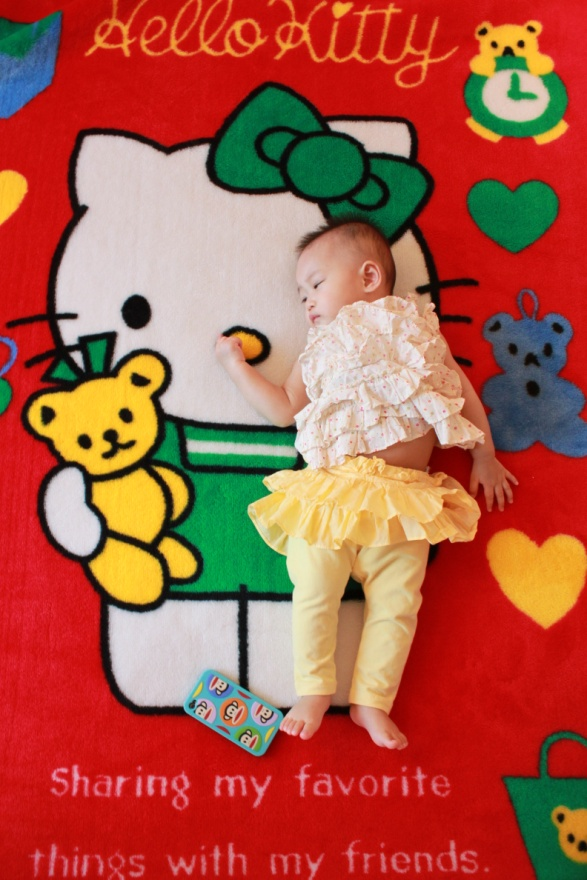 Hello Kitty
Sharing my favorite
things with my friends.